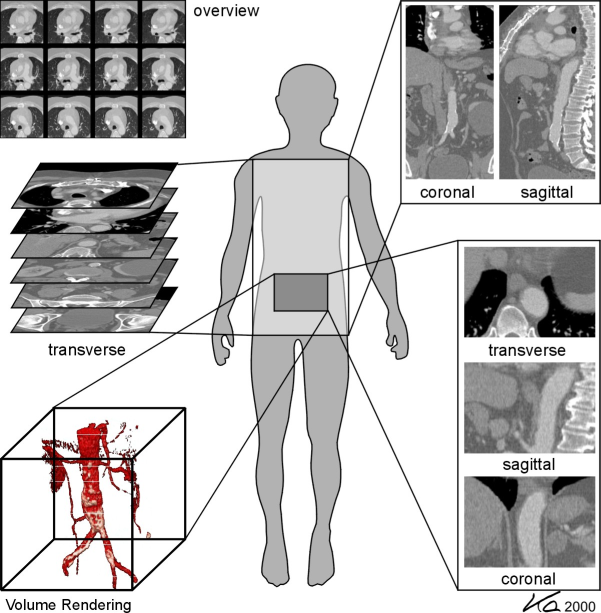 overview
coronal
sagittal
transverse
transverse
sagittal
coronal
Volume Rendering
2000